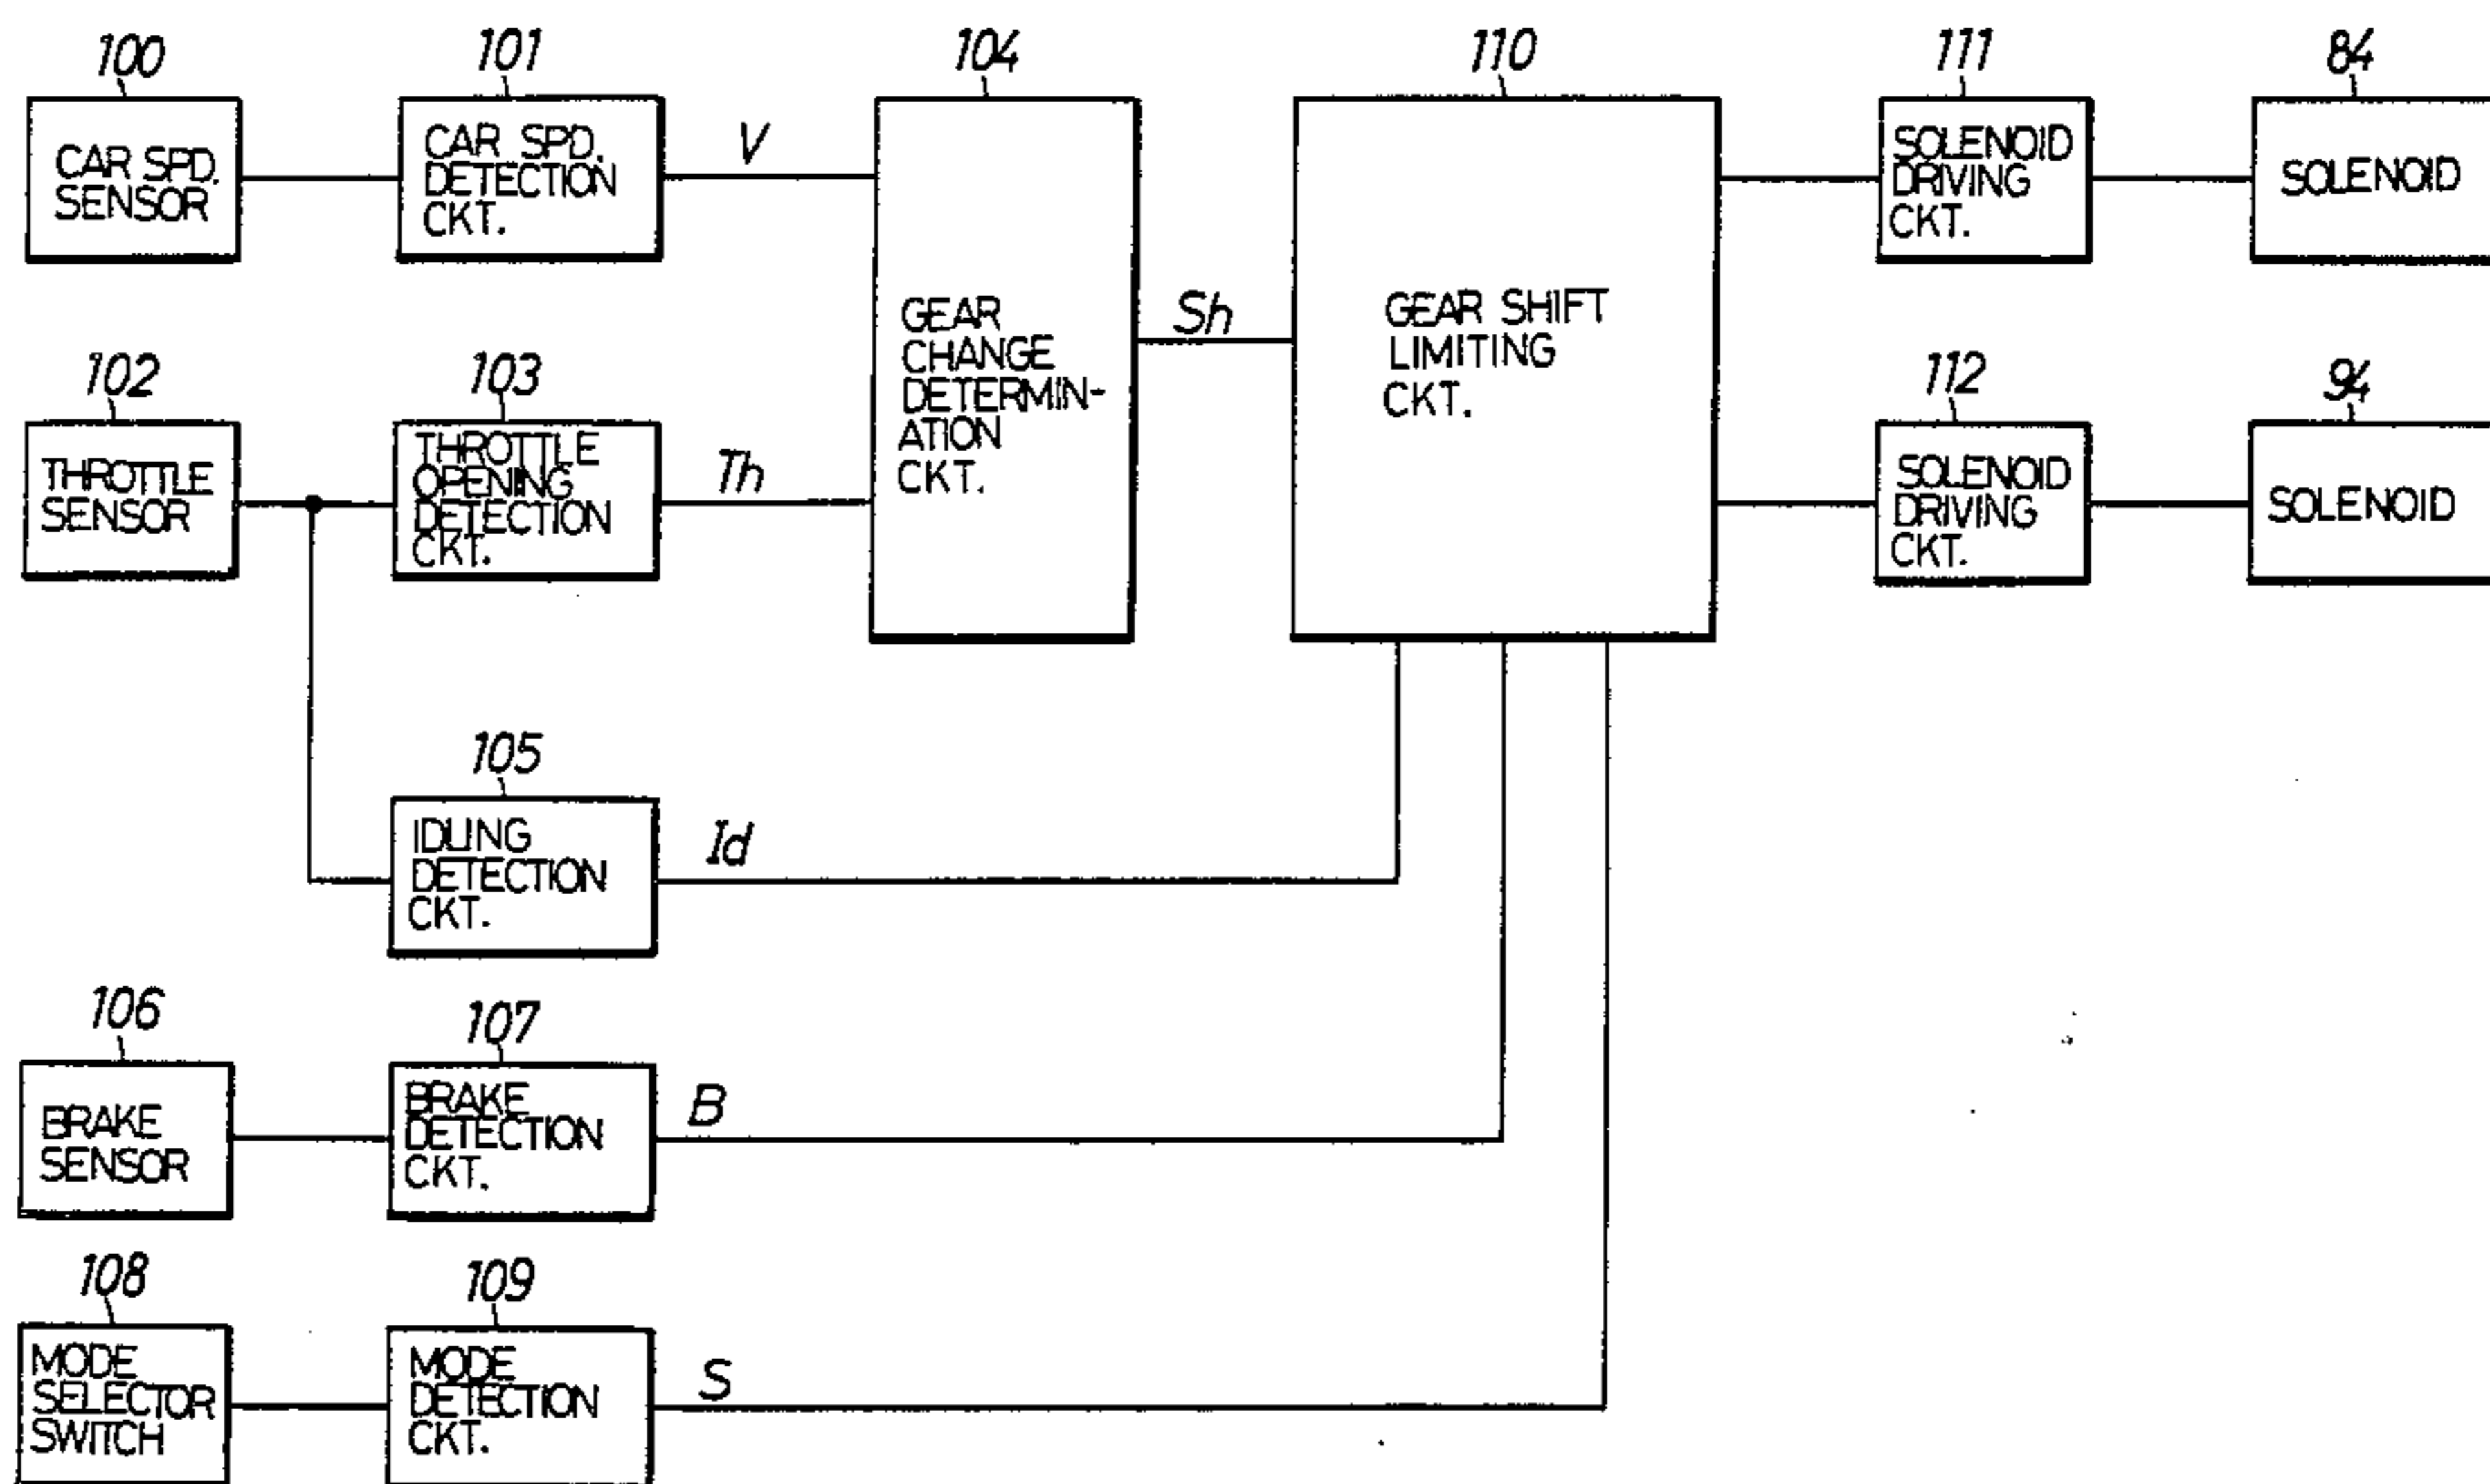 100
CAR SPD.
SENSOR
101
CAR SPD.
DETECTION
CKT.
V
104
GEAR
CHANGE
DETERMIN-
ATION
CKT.
Sh
110
GEAR SHIFT
LIMITING
CKT.
111
SOLENOID
DRIVING
CKT.
84
SOLENOID
102
THROTTLE
SENSOR
103
THROTTLE
OPENING
DETECTION
CKT.
Th
112
SOLENOID
DRIVING
CKT.
94
SOLENOID
105
IDLING
DETECTION
CKT.
Id
106
BRAKE
SENSOR
107
BRAKE
DETECTION
CKT.
B
108
MODE
SELECTOR
SWITCH
109
MODE
DETECTION
CKT.
S